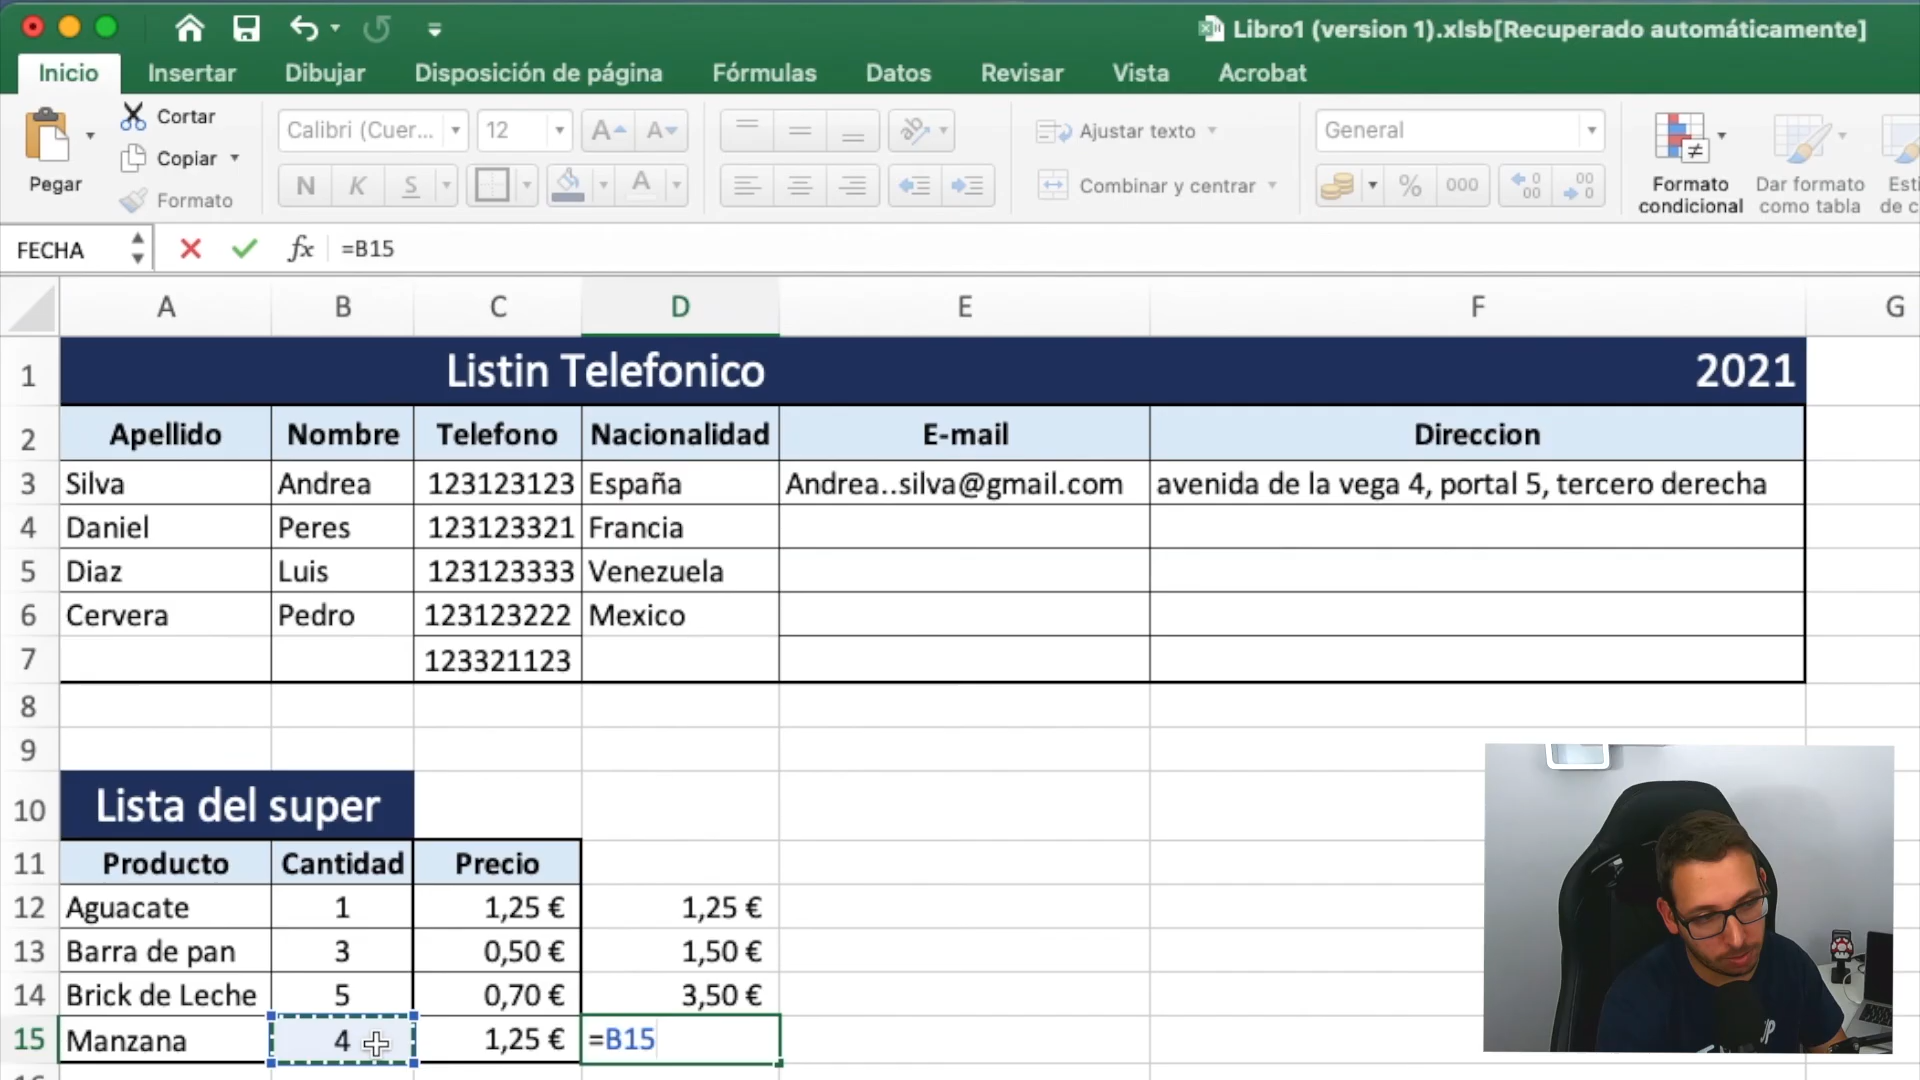 Libro1 (version 1).xlsb[Recuperado automáticamente]
Inicio Insertar Dibujar Disposición de página Fórmulas Datos Revisar Vista Acrobat
Pegar
Cortar
Copiar
Formato
Calibri (Cuer... 12
N K S
Ajustar texto
Combinar y centrar
General
% 000
Formato condicional
Dar formato como tabla
FECHA fx =B15
A B C D E F G
1 Listin Telefonico 2021
2 Apellido Nombre Telefono Nacionalidad E-mail Direccion
3 Silva Andrea 123123123 España Andrea..silva@gmail.com avenida de la vega 4, portal 5, tercero derecha
4 Daniel Peres 123123321 Francia
5 Diaz Luis 123123333 Venezuela
6 Cervera Pedro 123123222 Mexico
7 123321123
8
9
10 Lista del super
11 Producto Cantidad Precio
12 Aguacate 1 1,25 € 1,25 €
13 Barra de pan 3 0,50 € 1,50 €
14 Brick de Leche 5 0,70 € 3,50 €
15 Manzana 4 1,25 € =B15